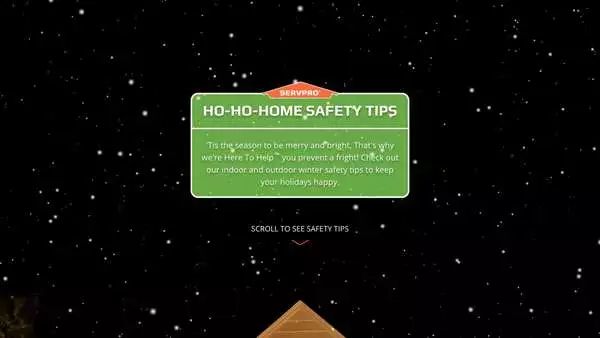 SERVPRO
HO-HO-HOME SAFETY TIPS
'Tis the season to be merry and bright. That's why
we're Here To Help™ you prevent a fright! Check out
our indoor and outdoor winter safety tips to keep
your holidays happy.
SCROLL TO SEE SAFETY TIPS